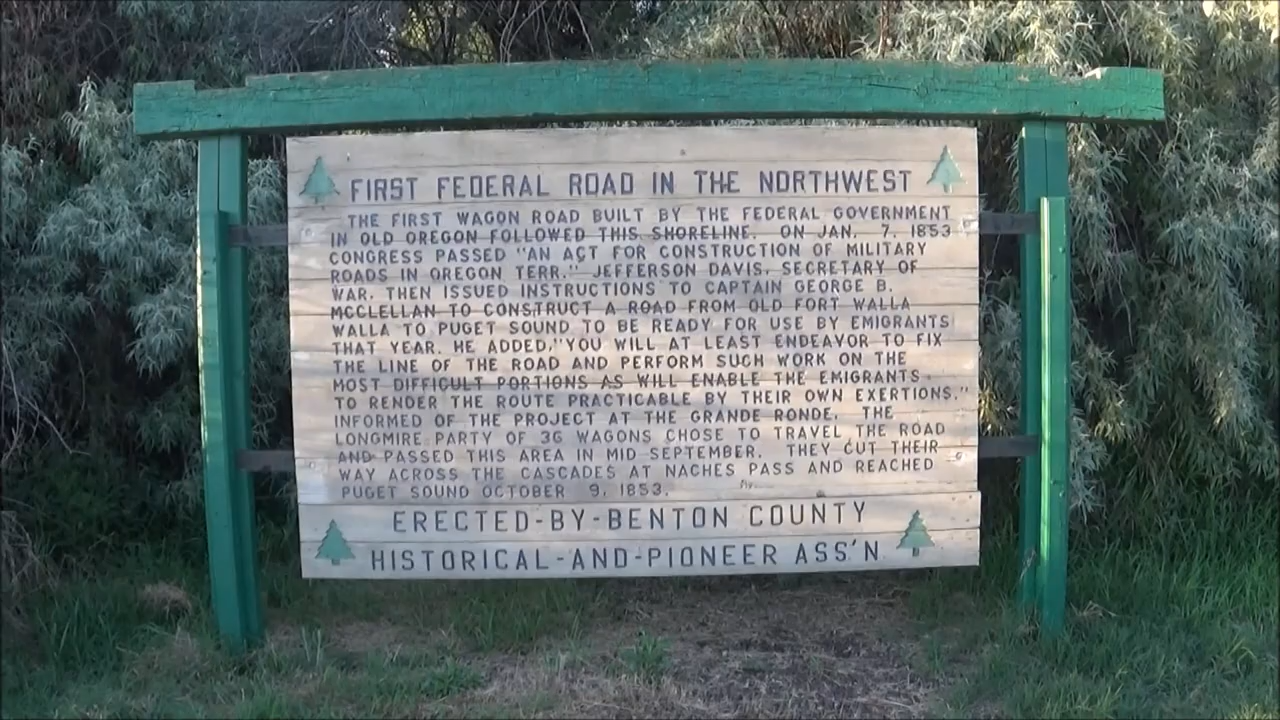 FIRST FEDERAL ROAD IN THE NORTHWEST
THE FIRST WAGON ROAD BUILT BY THE FEDERAL GOVERNMENT
IN OLD OREGON FOLLOWED THIS SHORELINE. ON JAN. 7, 1853
CONGRESS PASSED "AN ACT FOR CONSTRUCTION OF MILITARY
ROADS IN OREGON TERR." JEFFERSON DAVIS, SECRETARY OF
WAR, THEN ISSUED INSTRUCTIONS TO CAPTAIN GEORGE B.
MCCLELLAN TO CONSTRUCT A ROAD FROM OLD FORT WALLA
WALLA TO PUGET SOUND TO BE READY FOR USE BY EMIGRANTS
THAT YEAR. HE ADDED, "YOU WILL AT LEAST ENDEAVOR TO FIX
THE LINE OF THE ROAD AND PERFORM SUCH WORK ON THE
MOST DIFFICULT PORTIONS AS WILL ENABLE THE EMIGRANTS
TO RENDER THE ROUTE PRACTICABLE BY THEIR OWN EXERTIONS."
INFORMED OF THE PROJECT AT THE GRANDE RONDE, THE
LONGMIRE PARTY OF 36 WAGONS CHOSE TO TRAVEL THE ROAD
AND PASSED THIS AREA IN MID SEPTEMBER. THEY CUT THEIR
WAY ACROSS THE CASCADES AT NACHES PASS AND REACHED
PUGET SOUND OCTOBER 9, 1853.
ERECTED-BY-BENTON COUNTY
HISTORICAL-AND-PIONEER ASS'N